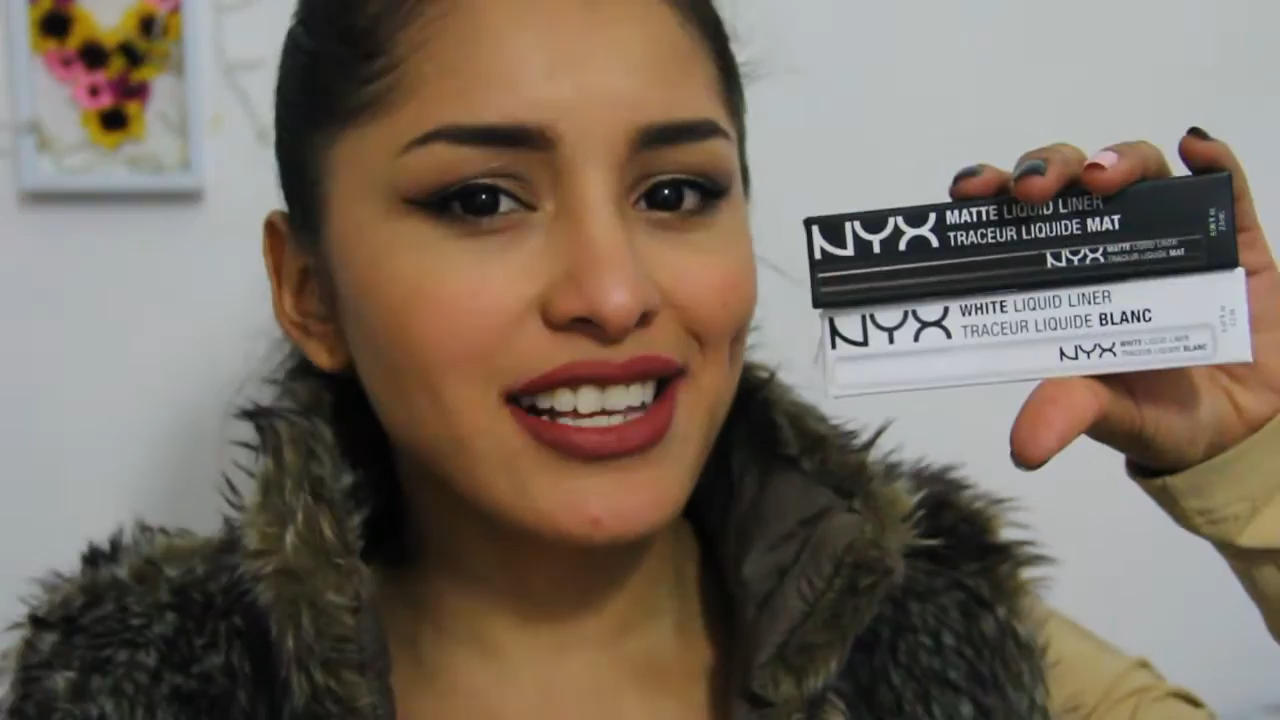 NYX
MATTE LIQUID LINER
TRACEUR LIQUIDE MAT
NYX
MATTE LIQUID LINER
TRACEUR LIQUIDE MAT
NYX
WHITE LIQUID LINER
TRACEUR LIQUIDE BLANC
NYX
WHITE LIQUID LINER
TRACEUR LIQUIDE BLANC